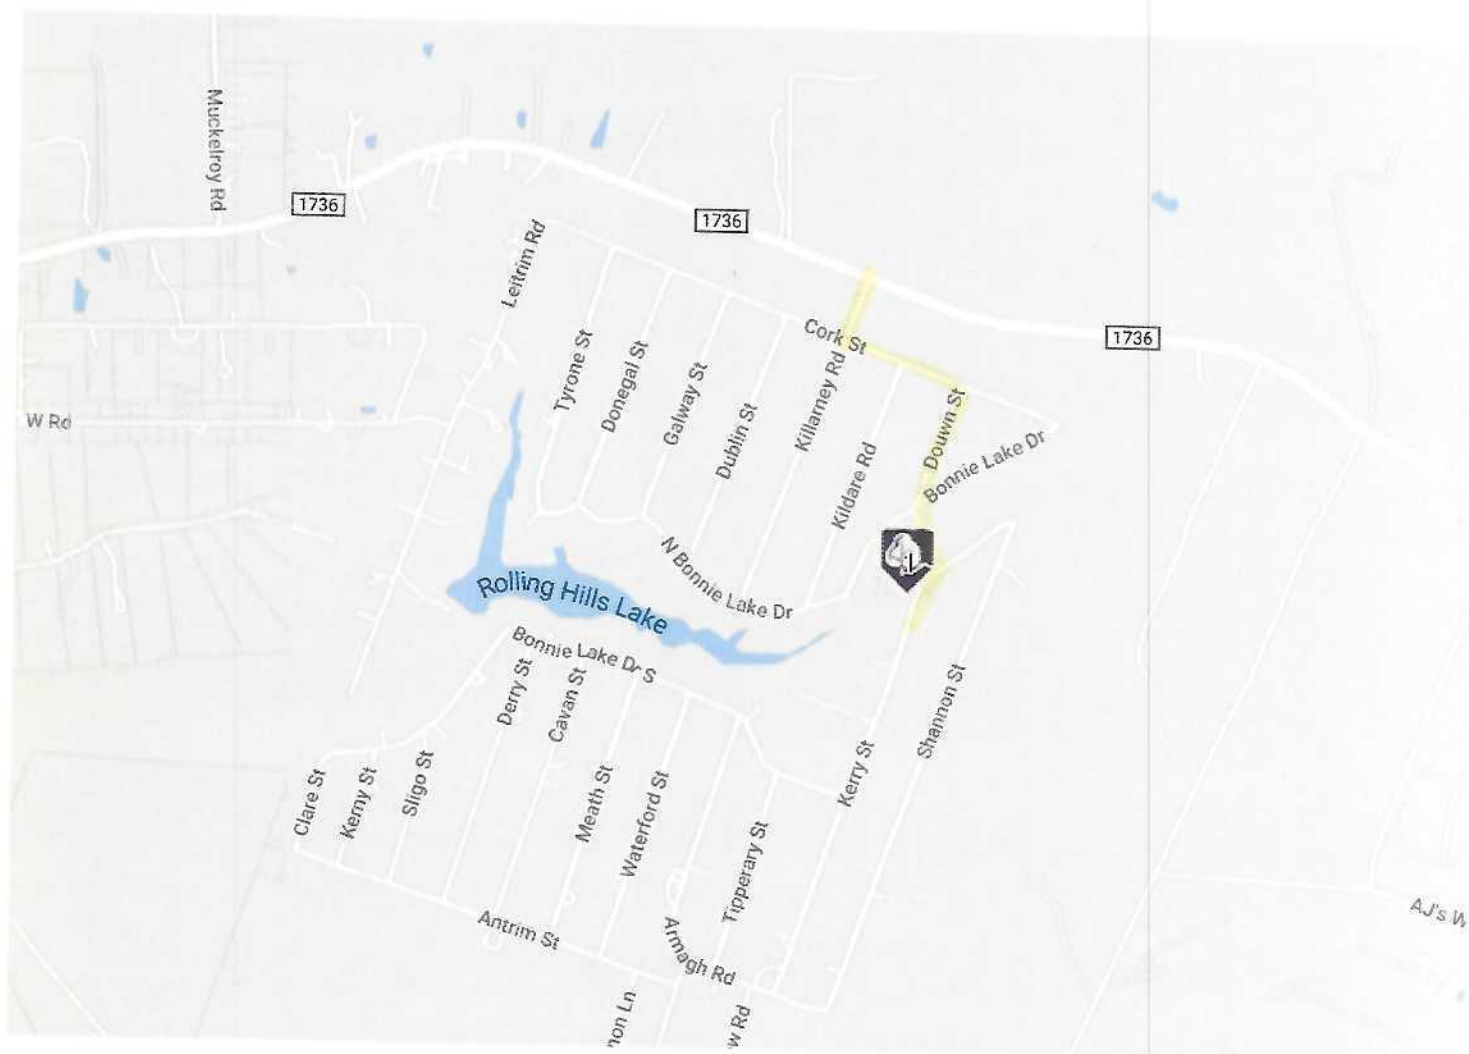 Muckelroy Rd
1736
1736
1736
Leitrim Rd
Cork St
Tyrone St
Donegal St
Galway St
Dublin St
Killarney Rd
Kildare Rd
Douwn St
Bonnie Lake Dr
W Rd
N Bonnie Lake Dr
Rolling Hills Lake
Bonnie Lake Dr S
Derry St
Cavan St
Shannon St
Kerry St
Clare St
Kerny St
Sligo St
Meath St
Waterford St
Tipperary St
Antrim St
Armagh Rd
AJ's W
non Ln
w Rd